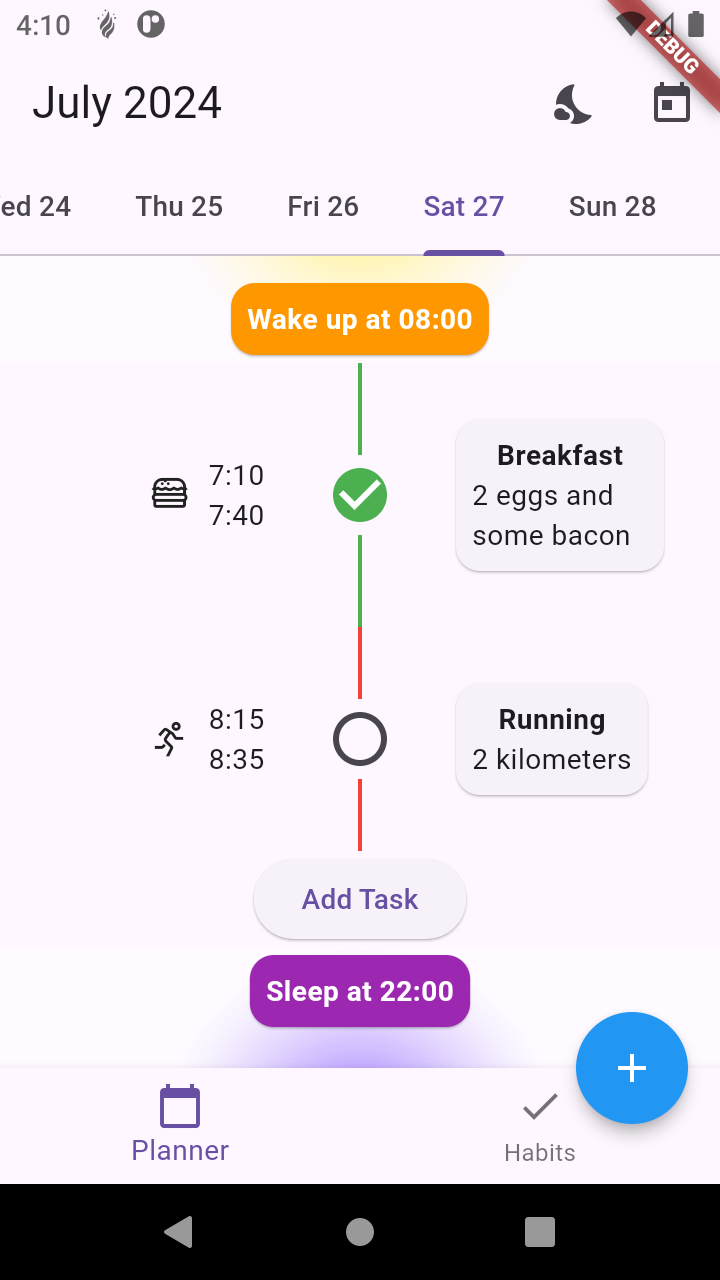 4:10
DEBUG
July 2024
ed 24
Thu 25
Fri 26
Sat 27
Sun 28
Wake up at 08:00
7:10
7:40
Breakfast
2 eggs and
some bacon
8:15
8:35
Running
2 kilometers
Add Task
Sleep at 22:00
+
Planner
Habits